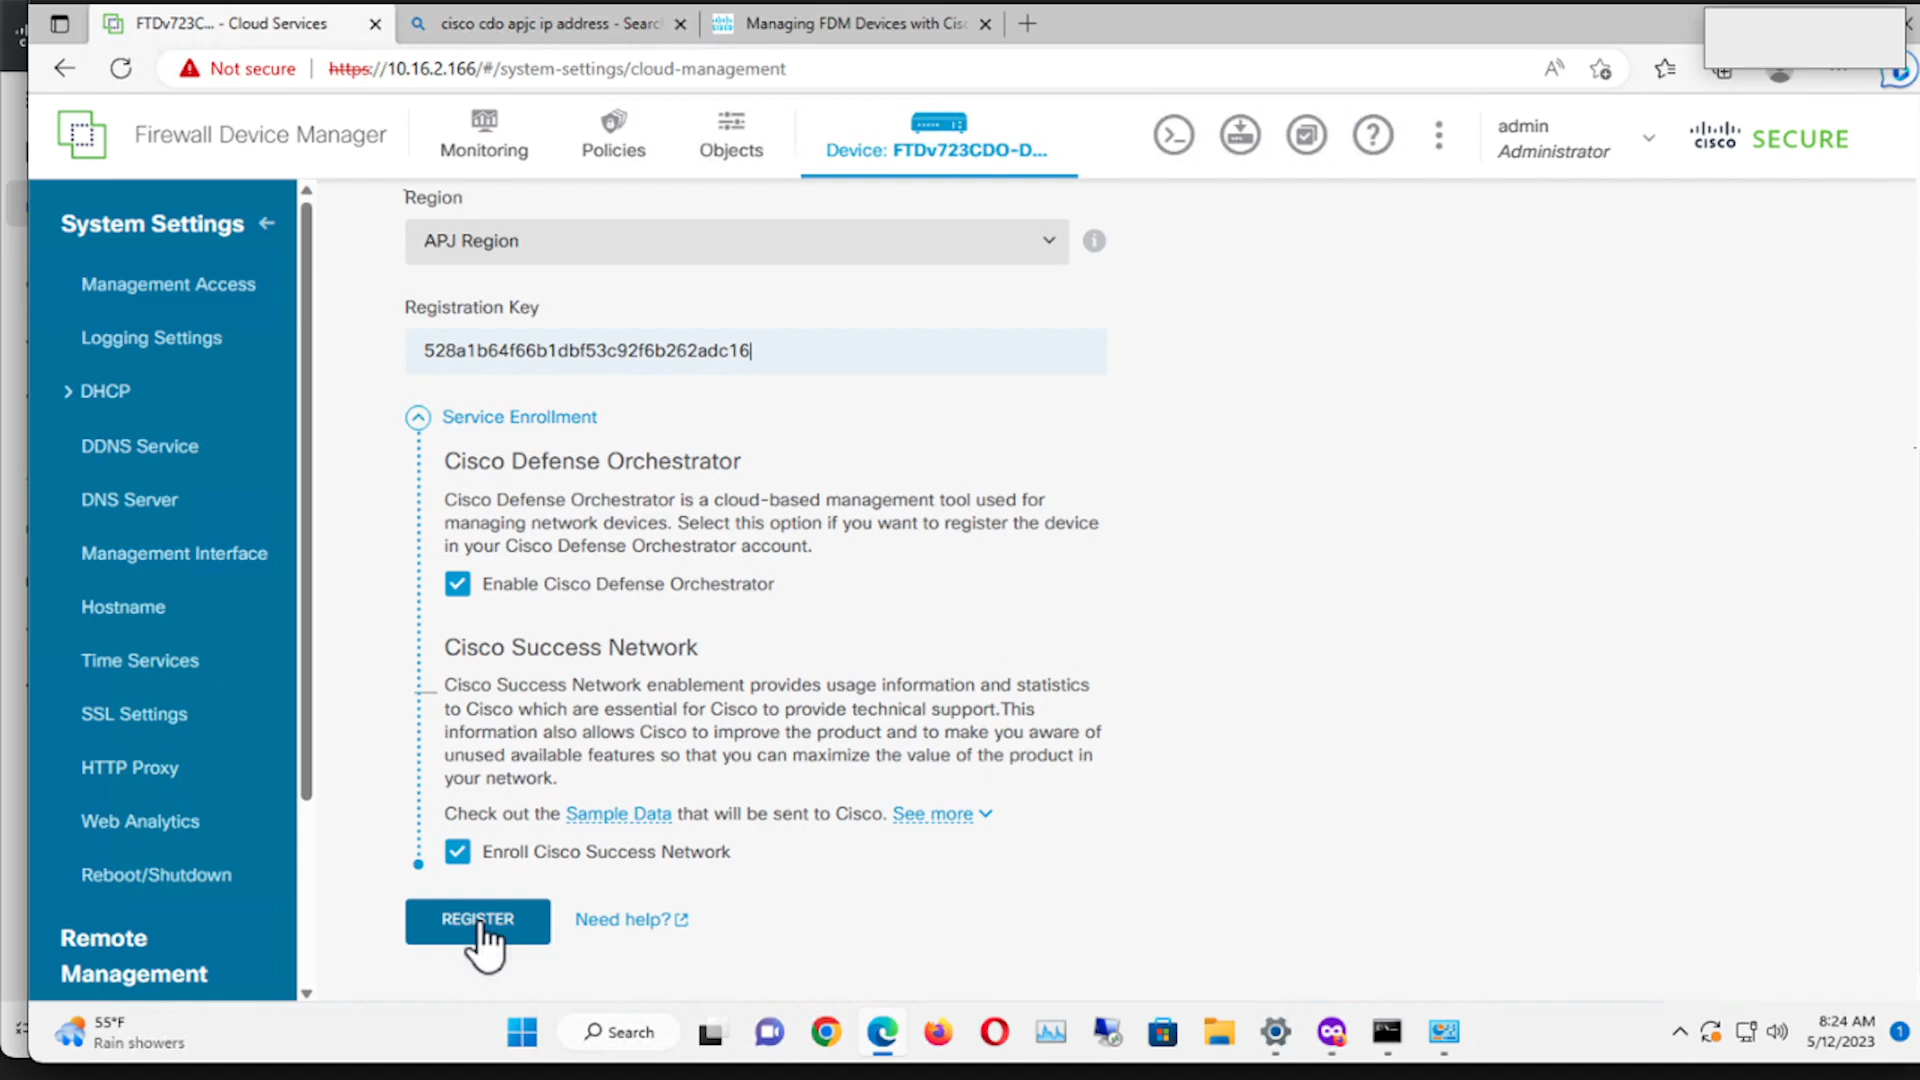 FTDv723C... - Cloud Services
cisco cdo apjc ip address - Searc
Managing FDM Devices with Cisc
Not secure
https://10.16.2.166/#/system-settings/cloud-management
Firewall Device Manager
Monitoring
Policies
Objects
Device: FTDv723CDO-D...
admin
Administrator
cisco SECURE
System Settings
Management Access
Logging Settings
DHCP
DDNS Service
DNS Server
Management Interface
Hostname
Time Services
SSL Settings
HTTP Proxy
Web Analytics
Reboot/Shutdown
Remote
Management
Region
APJ Region
Registration Key
528a1b64f66b1dbf53c92f6b262adc16
Service Enrollment
Cisco Defense Orchestrator
Cisco Defense Orchestrator is a cloud-based management tool used for
managing network devices. Select this option if you want to register the device
in your Cisco Defense Orchestrator account.
Enable Cisco Defense Orchestrator
Cisco Success Network
Cisco Success Network enablement provides usage information and statistics
to Cisco which are essential for Cisco to provide technical support.This
information also allows Cisco to improve the product and to make you aware of
unused available features so that you can maximize the value of the product in
your network.
Check out the Sample Data that will be sent to Cisco. See more
Enroll Cisco Success Network
REGISTER
Need help?
55°F
Rain showers
Search
8:24 AM
5/12/2023
1